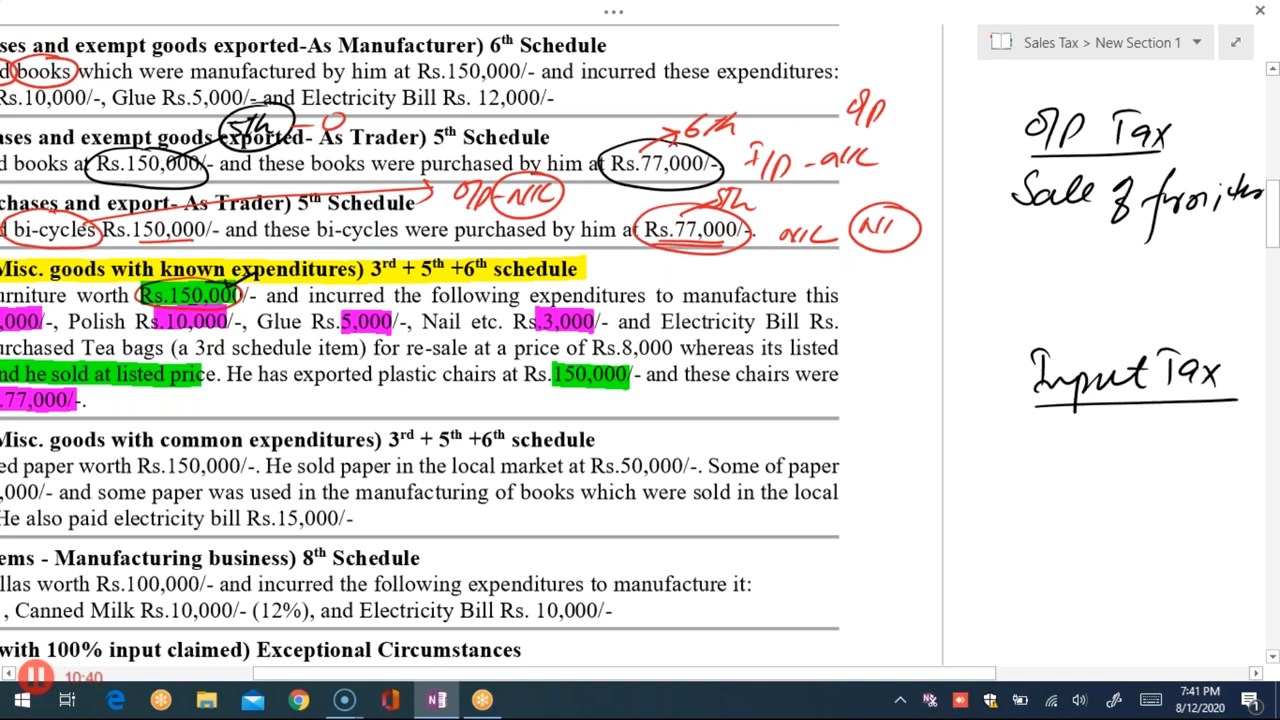 Sales Tax > New Section 1
ses and exempt goods exported-As Manufacturer) 6th Schedule
d books which were manufactured by him at Rs.150,000/- and incurred these expenditures:
Rs.10,000/-, Glue Rs.5,000/- and Electricity Bill Rs. 12,000/-
5th - 0
6th
o/p
ases and exempt goods exported- As Trader) 5th Schedule
d books at Rs.150,000/- and these books were purchased by him at Rs.77,000/-.
I/p -
chases and export- As Trader) 5th Schedule
O/p -
5th
d bi-cycles Rs.150,000/- and these bi-cycles were purchased by him at Rs.77,000/-.
Misc. goods with known expenditures) 3rd + 5th +6th schedule
urniture worth Rs.150,000/- and incurred the following expenditures to manufacture this
,000/-, Polish Rs.10,000/-, Glue Rs.5,000/-, Nail etc. Rs.3,000/- and Electricity Bill Rs.
urchased Tea bags (a 3rd schedule item) for re-sale at a price of Rs.8,000 whereas its listed
nd he sold at listed price. He has exported plastic chairs at Rs.150,000/- and these chairs were
.77,000/-.
Misc. goods with common expenditures) 3rd + 5th +6th schedule
ed paper worth Rs.150,000/-. He sold paper in the local market at Rs.50,000/-. Some of paper
,000/- and some paper was used in the manufacturing of books which were sold in the local
He also paid electricity bill Rs.15,000/-
ems - Manufacturing business) 8th Schedule
llas worth Rs.100,000/- and incurred the following expenditures to manufacture it:
, Canned Milk Rs.10,000/- (12%), and Electricity Bill Rs. 10,000/-
with 100% input claimed) Exceptional Circumstances
O/p Tax
Sale of
Input Tax
10:40
7:41 PM
8/12/2020